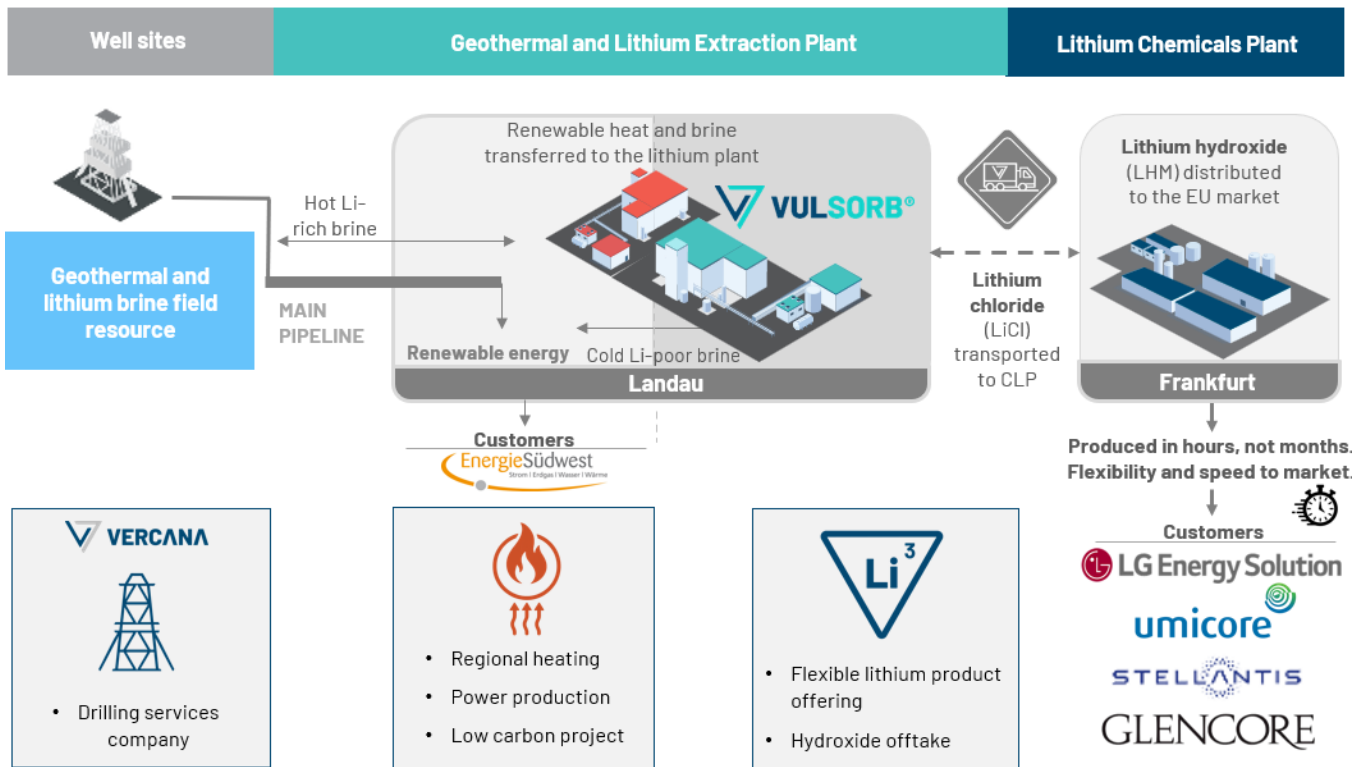 Well sites
Geothermal and Lithium Extraction Plant
Lithium Chemicals Plant
Hot Li-
rich brine
Geothermal and
lithium brine field
resource
MAIN
PIPELINE
Renewable heat and brine
transferred to the lithium plant
VULSORB®
Renewable energy
Cold Li-poor brine
Landau
Customers
EnergieSüdwest
Strom | Erdgas | Wasser | Wärme
Lithium
chloride
(LiCl)
transported
to CLP
Lithium hydroxide
(LHM) distributed
to the EU market
Frankfurt
Produced in hours, not months.
Flexibility and speed to market.
Customers
LG Energy Solution
umicore
STELLANTIS
GLENCORE
VERCANA
• Drilling services
company
• Regional heating
• Power production
• Low carbon project
Li 3
• Flexible lithium product
offering
• Hydroxide offtake